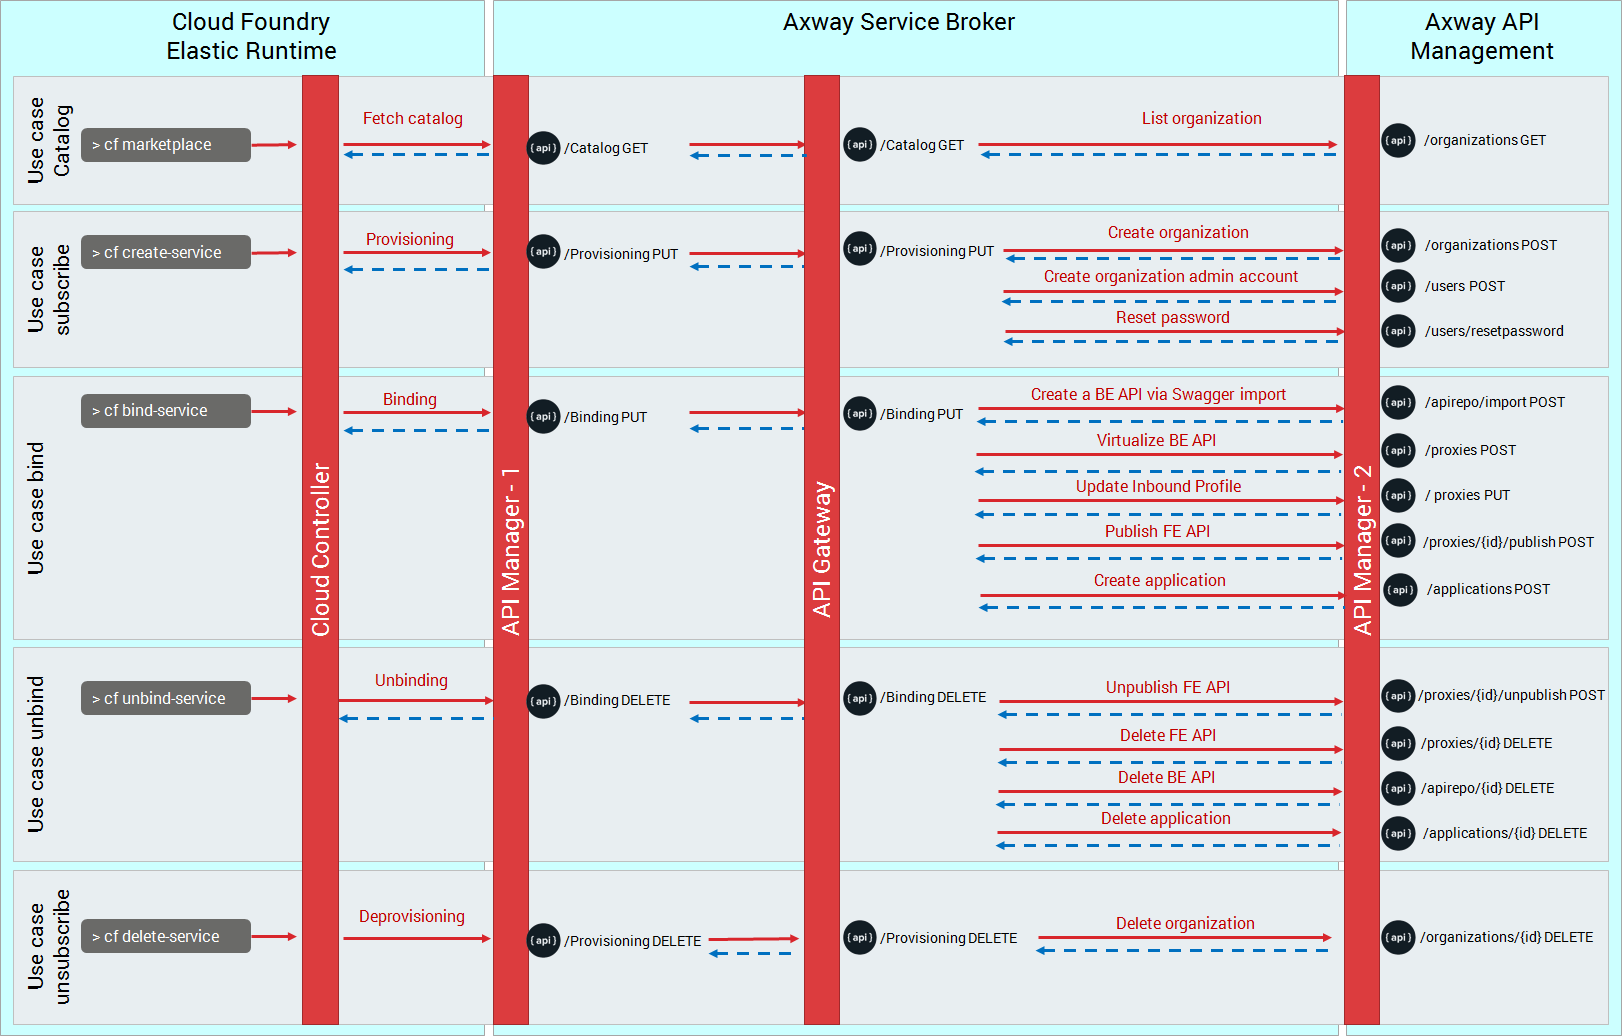 Cloud Foundry
Elastic Runtime
Axway Service Broker
Axway API
Management
Cloud Controller
API Manager - 1
API Gateway
API Manager - 2
Use case
Catalog
> cf marketplace
Fetch catalog
{api}
/Catalog GET
{api}
/Catalog GET
List organization
{api}
/organizations GET
Use case
subscribe
> cf create-service
Provisioning
{api}
/Provisioning PUT
{api}
/Provisioning PUT
Create organization
{api}
/organizations POST
Create organization admin account
{api}
/users POST
Reset password
{api}
/users/resetpassword
Use case bind
> cf bind-service
Binding
{api}
/Binding PUT
{api}
/Binding PUT
Create a BE API via Swagger import
{api}
/apirepo/import POST
Virtualize BE API
{api}
/proxies POST
Update Inbound Profile
{api}
/ proxies PUT
Publish FE API
{api}
/proxies/{id}/publish POST
Create application
{api}
/applications POST
Use case unbind
> cf unbind-service
Unbinding
{api}
/Binding DELETE
{api}
/Binding DELETE
Unpublish FE API
{api}
/proxies/{id}/unpublish POST
Delete FE API
{api}
/proxies/{id} DELETE
Delete BE API
{api}
/apirepo/{id} DELETE
Delete application
{api}
/applications/{id} DELETE
Use case
unsubscribe
> cf delete-service
Deprovisioning
{api}
/Provisioning DELETE
{api}
/Provisioning DELETE
Delete organization
{api}
/organizations/{id} DELETE